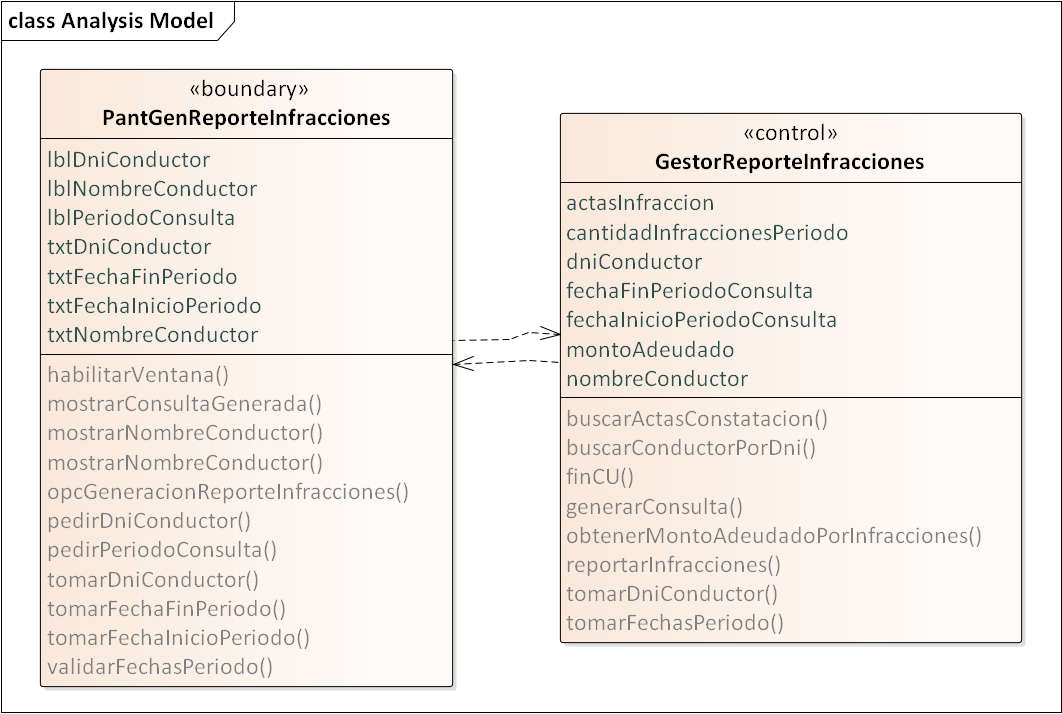 class Analysis Model
«boundary»
PantGenReporteInfracciones
lblDniConductor
lblNombreConductor
lblPeriodoConsulta
txtDniConductor
txtFechaFinPeriodo
txtFechaInicioPeriodo
txtNombreConductor
habilitarVentana()
mostrarConsultaGenerada()
mostrarNombreConductor()
mostrarNombreConductor()
opcGeneracionReporteInfracciones()
pedirDniConductor()
pedirPeriodoConsulta()
tomarDniConductor()
tomarFechaFinPeriodo()
tomarFechaInicioPeriodo()
validarFechasPeriodo()
«control»
GestorReporteInfracciones
actasInfraccion
cantidadInfraccionesPeriodo
dniConductor
fechaFinPeriodoConsulta
fechaInicioPeriodoConsulta
montoAdeudado
nombreConductor
buscarActasConstatacion()
buscarConductorPorDni()
finCU()
generarConsulta()
obtenerMontoAdeudadoPorInfracciones()
reportarInfracciones()
tomarDniConductor()
tomarFechasPeriodo()